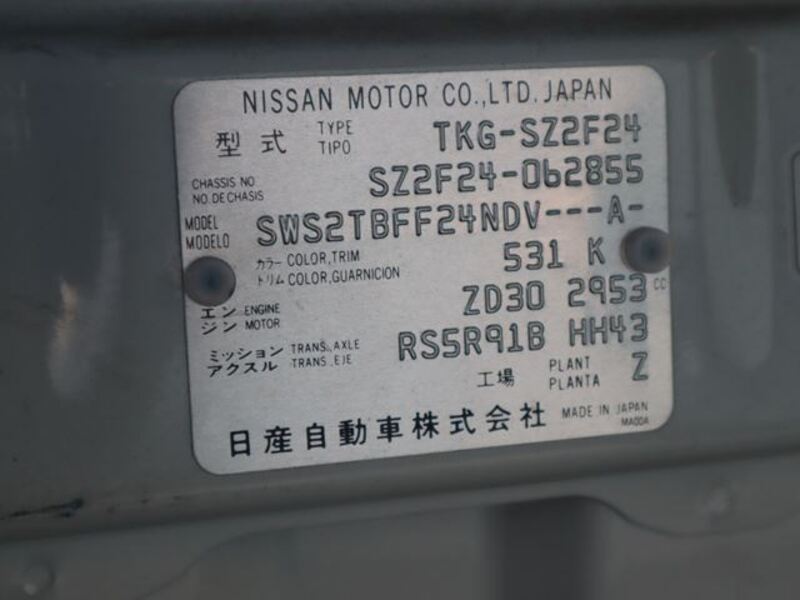 NISSAN MOTOR CO.,LTD. JAPAN
型式 TYPE TIPO TKG-SZ2F24
CHASSIS NO NO. DE CHASIS SZ2F24-062855
MODEL MODELO SWS2TBFF24NDV---A-
カラー トリム COLOR,TRIM COLOR,GUARNICION 531 K
エンジン ENGINE MOTOR ZD30 2953 CC
ミッション アクスル TRANS.,AXLE TRANS.,EJE RS5R91B HH43
工場 PLANT PLANTA Z
日産自動車株式会社 MADE IN JAPAN
MA00A